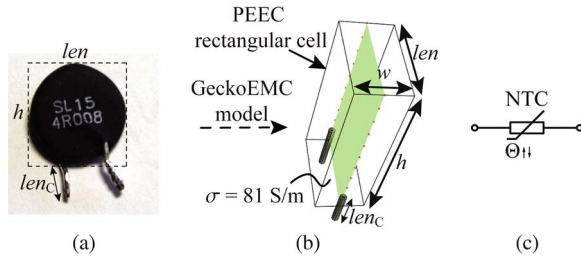 len
h
SL15
4R008
len_C
(a)
PEEC
rectangular cell
GeckoEMC
model
w
len
h
σ = 81 S/m
len_C
(b)
NTC
Θ↑↓
(c)